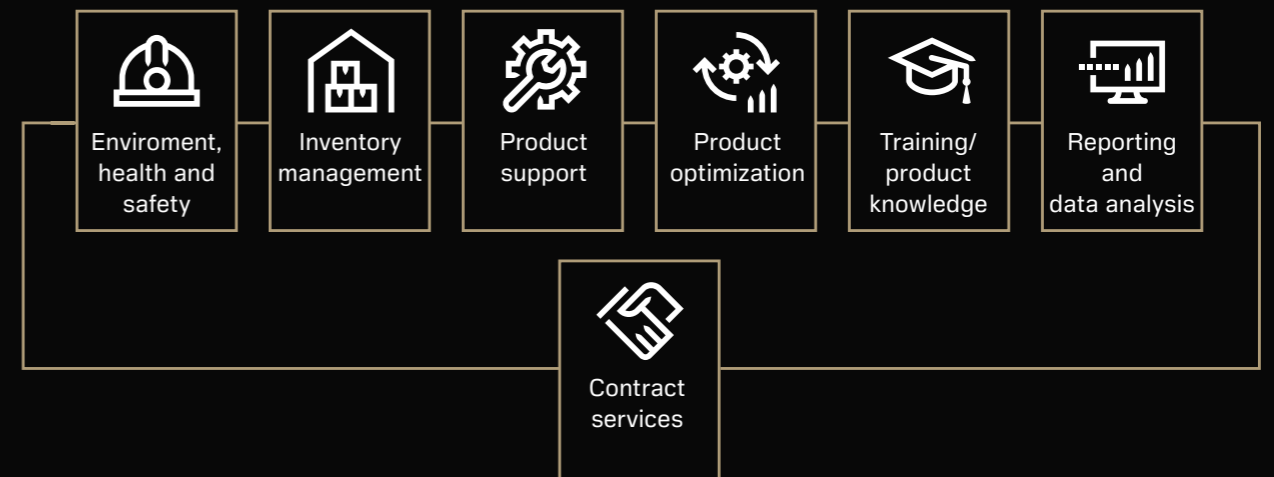 Enviroment,
health and
safety
Inventory
management
Product
support
Product
optimization
Training/
product
knowledge
Reporting
and
data analysis
Contract
services